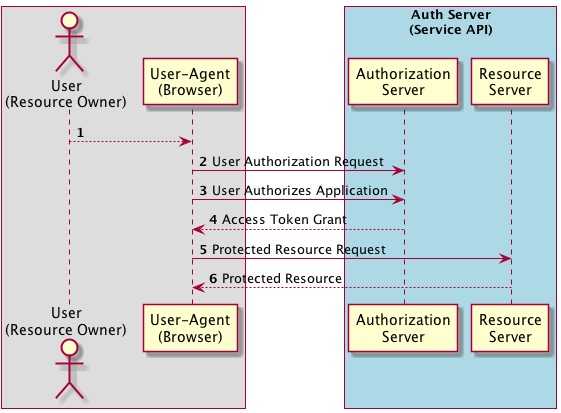 Auth Server
(Service API)
User
(Resource Owner)
User-Agent
(Browser)
Authorization
Server
Resource
Server
1
2 User Authorization Request
3 User Authorizes Application
4 Access Token Grant
5 Protected Resource Request
6 Protected Resource
User
(Resource Owner)
User-Agent
(Browser)
Authorization
Server
Resource
Server